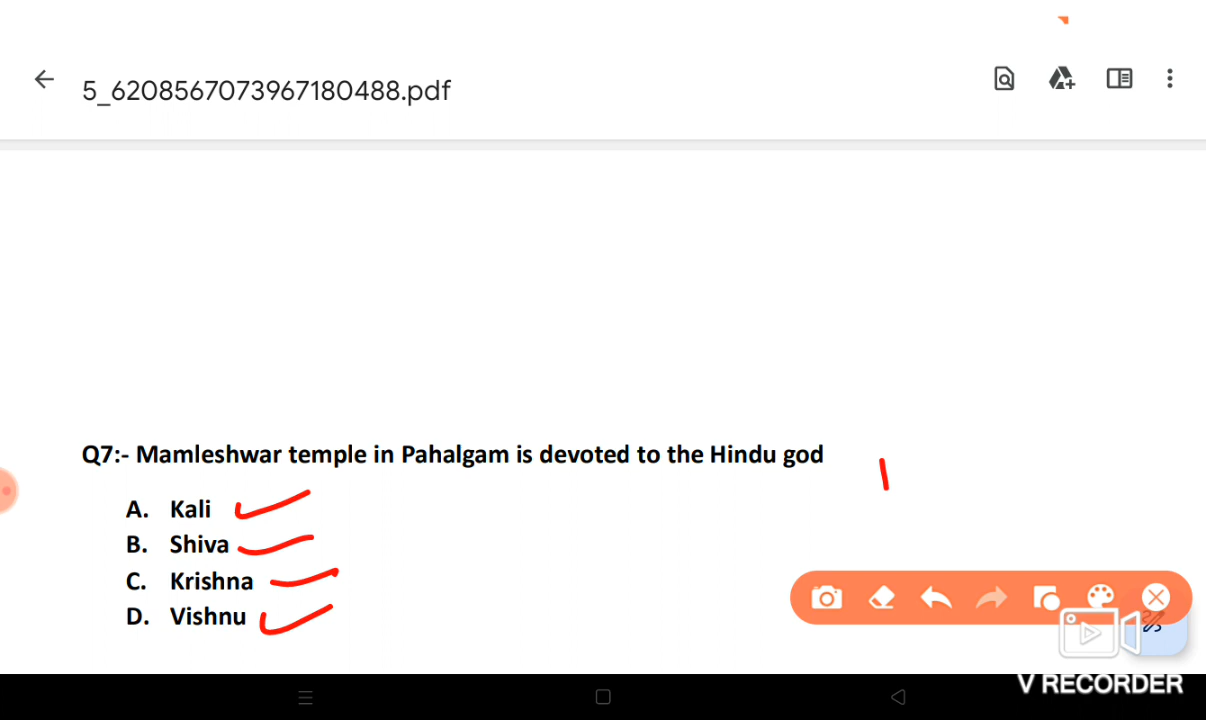 5_6208567073967180488.pdf
Q7:- Mamleshwar temple in Pahalgam is devoted to the Hindu god
A. Kali
B. Shiva
C. Krishna
D. Vishnu
V RECORDER